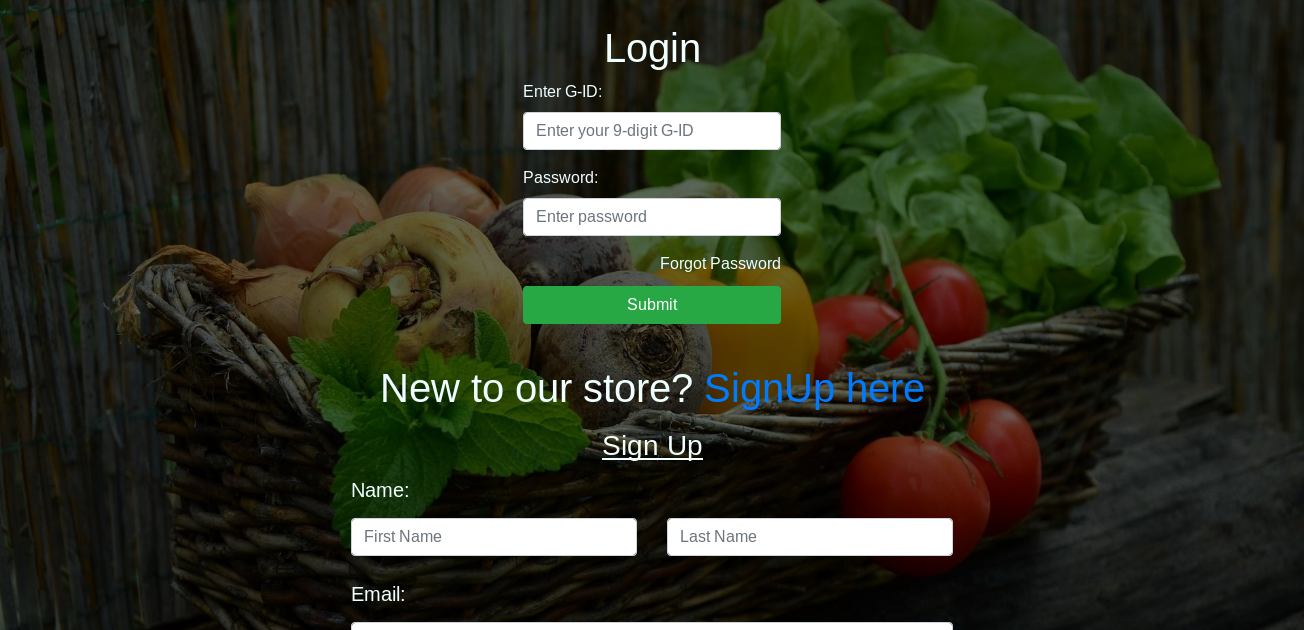 Login
Enter G-ID:
Enter your 9-digit G-ID
Password:
Enter password
Forgot Password
Submit
New to our store? SignUp here
Sign Up
Name:
First Name Last Name
Email: